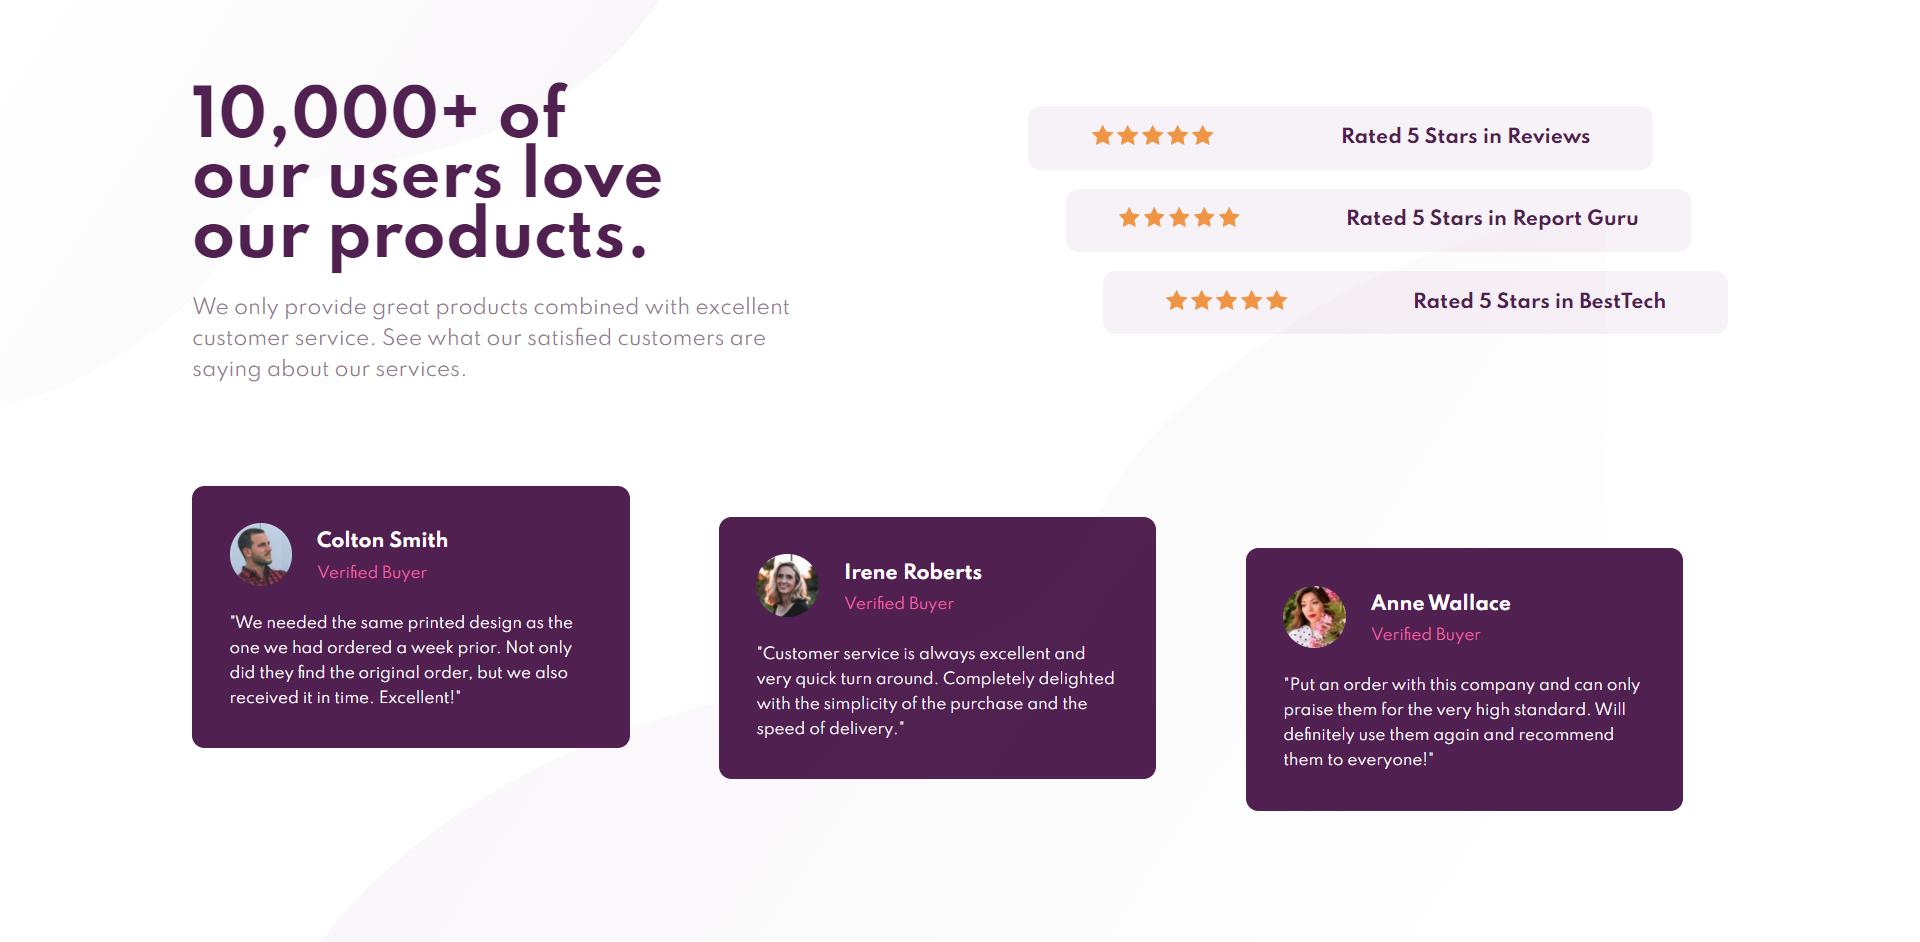 10,000+ of
our users love
our products.
We only provide great products combined with excellent
customer service. See what our satisfied customers are
saying about our services.
Rated 5 Stars in Reviews
Rated 5 Stars in Report Guru
Rated 5 Stars in BestTech
Colton Smith
Verified Buyer
"We needed the same printed design as the
one we had ordered a week prior. Not only
did they find the original order, but we also
received it in time. Excellent!"
Irene Roberts
Verified Buyer
"Customer service is always excellent and
very quick turn around. Completely delighted
with the simplicity of the purchase and the
speed of delivery."
Anne Wallace
Verified Buyer
"Put an order with this company and can only
praise them for the very high standard. Will
definitely use them again and recommend
them to everyone!"